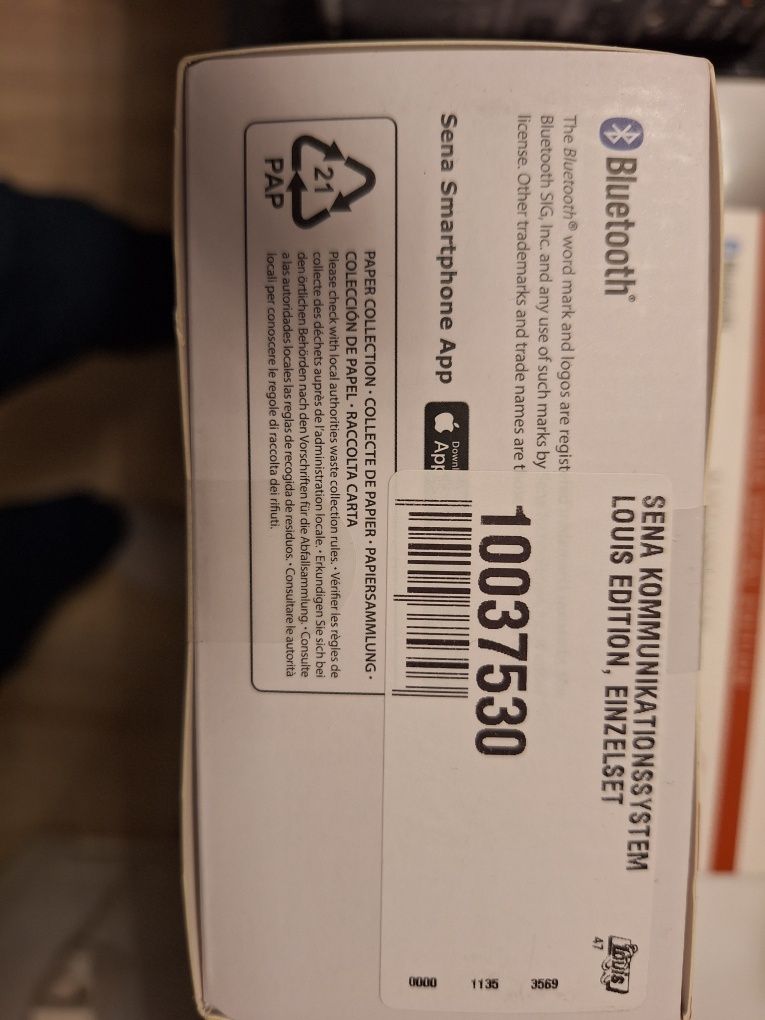 Bluetooth®
The Bluetooth® word mark and logos are regist
Bluetooth SIG, Inc. and any use of such marks by
license. Other trademarks and trade names are t
Sena Smartphone App
Downl
App
21
PAP
PAPER COLLECTION • COLLECTE DE PAPIER • PAPIERSAMMLUNG •
COLECCIÓN DE PAPEL • RACCOLTA CARTA
Please check with local authorities waste collection rules. • Vérifier les règles de
collecte des déchets auprès de l'administration locale. • Erkundigen Sie sich bei
den örtlichen Behörden nach den Vorschriften für die Abfallsammlung. • Consulte
a las autoridades locales las reglas de recogida de residuos. • Consultare le autorità
locali per conoscere le regole di raccolta dei rifiuti.
SENA KOMMUNIKATIONSSYSTEM
LOUIS EDITION, EINZELSET
10037530
Louis
47
3569
1135
0000